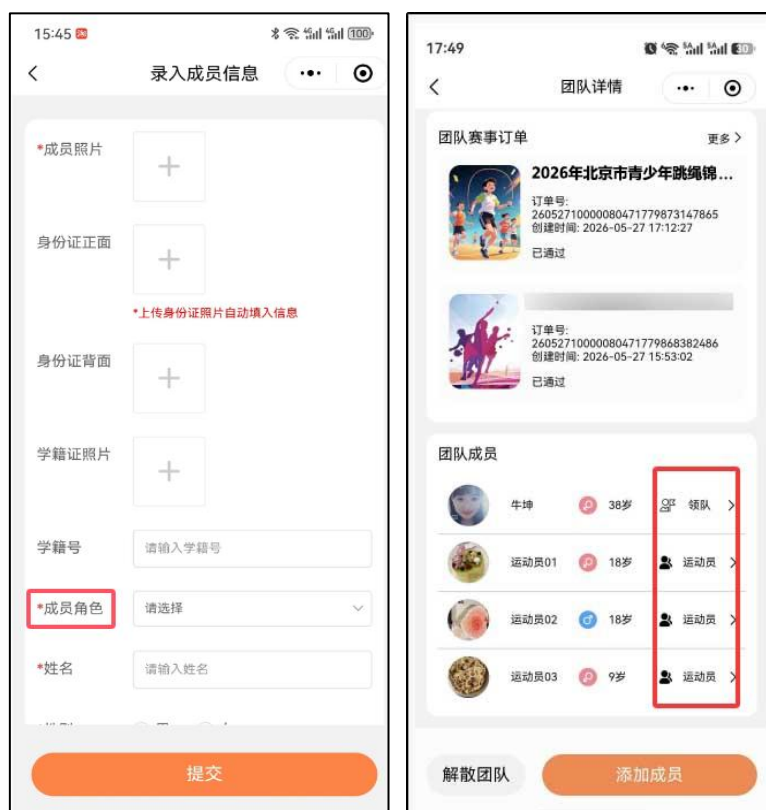 15:45
100
录入成员信息
*成员照片
身份证正面
*上传身份证照片自动填入信息
身份证背面
学籍证照片
学籍号
请输入学籍号
*成员角色
请选择
*姓名
请输入姓名
提交
17:49
30
团队详情
团队赛事订单
更多
2026年北京市青少年跳绳锦...
订单号:
2605271000080471779873147865
创建时间: 2026-05-27 17:12:27
已通过
订单号:
2605271000080471779868382486
创建时间: 2026-05-27 15:53:02
已通过
团队成员
牛坤 38岁 领队
运动员01 18岁 运动员
运动员02 18岁 运动员
运动员03 9岁 运动员
解散团队
添加成员